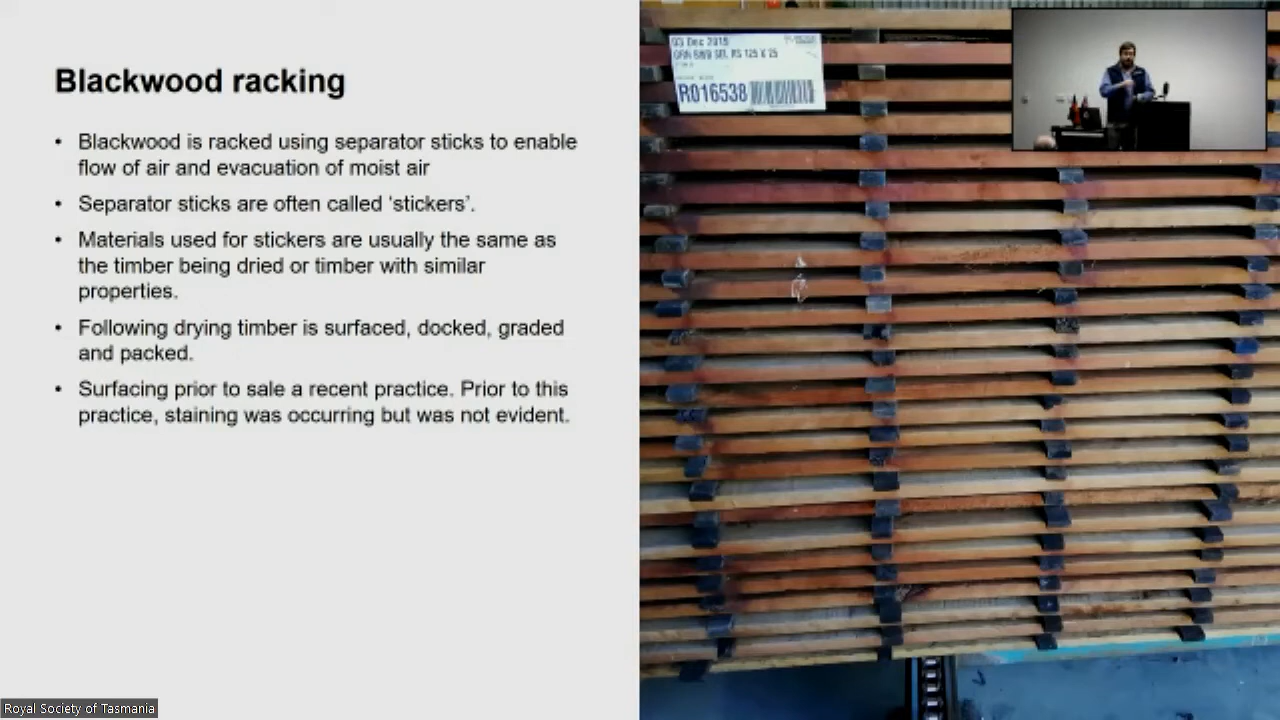 Blackwood racking
• Blackwood is racked using separator sticks to enable
flow of air and evacuation of moist air
• Separator sticks are often called ‘stickers’.
• Materials used for stickers are usually the same as
the timber being dried or timber with similar
properties.
• Following drying timber is surfaced, docked, graded
and packed.
• Surfacing prior to sale a recent practice. Prior to this
practice, staining was occurring but was not evident.
03 Dec 2015
R016538
Royal Society of Tasmania